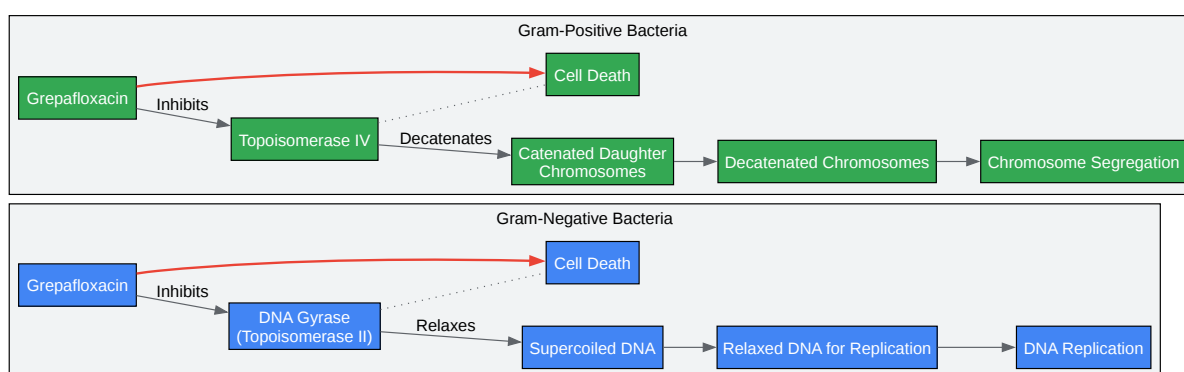 Gram-Positive Bacteria
Grepafloxacin
Inhibits
Cell Death
Topoisomerase IV
Decatenates
Catenated Daughter
Chromosomes
Decatenated Chromosomes
Chromosome Segregation
Gram-Negative Bacteria
Grepafloxacin
Inhibits
Cell Death
DNA Gyrase
(Topoisomerase II)
Relaxes
Supercoiled DNA
Relaxed DNA for Replication
DNA Replication